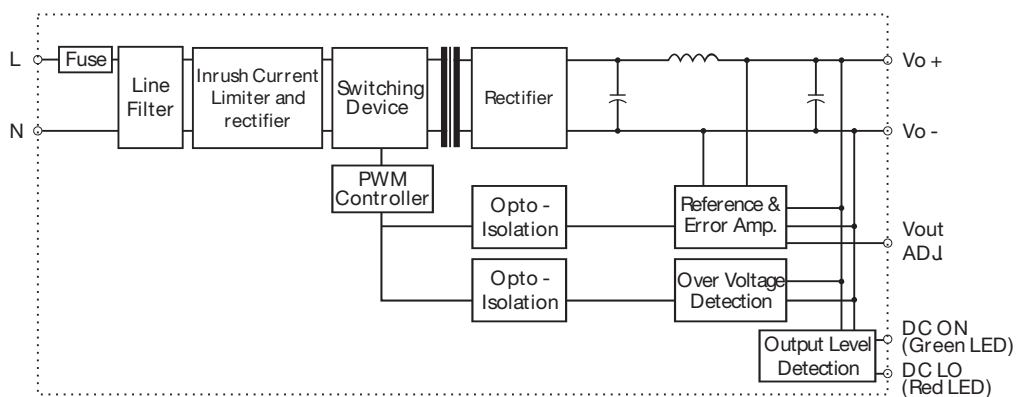 L
Fuse
N
Line
Filter
Inrush Current
Limiter and
rectifier
Switching
Device
Rectifier
Vo +
Vo -
PWM
Controller
Opto -
Isolation
Reference &
Error Amp.
Vout
ADJ.
Opto -
Isolation
Over Voltage
Detection
Output Level
Detection
DC ON
(Green LED)
DC LO
(Red LED)